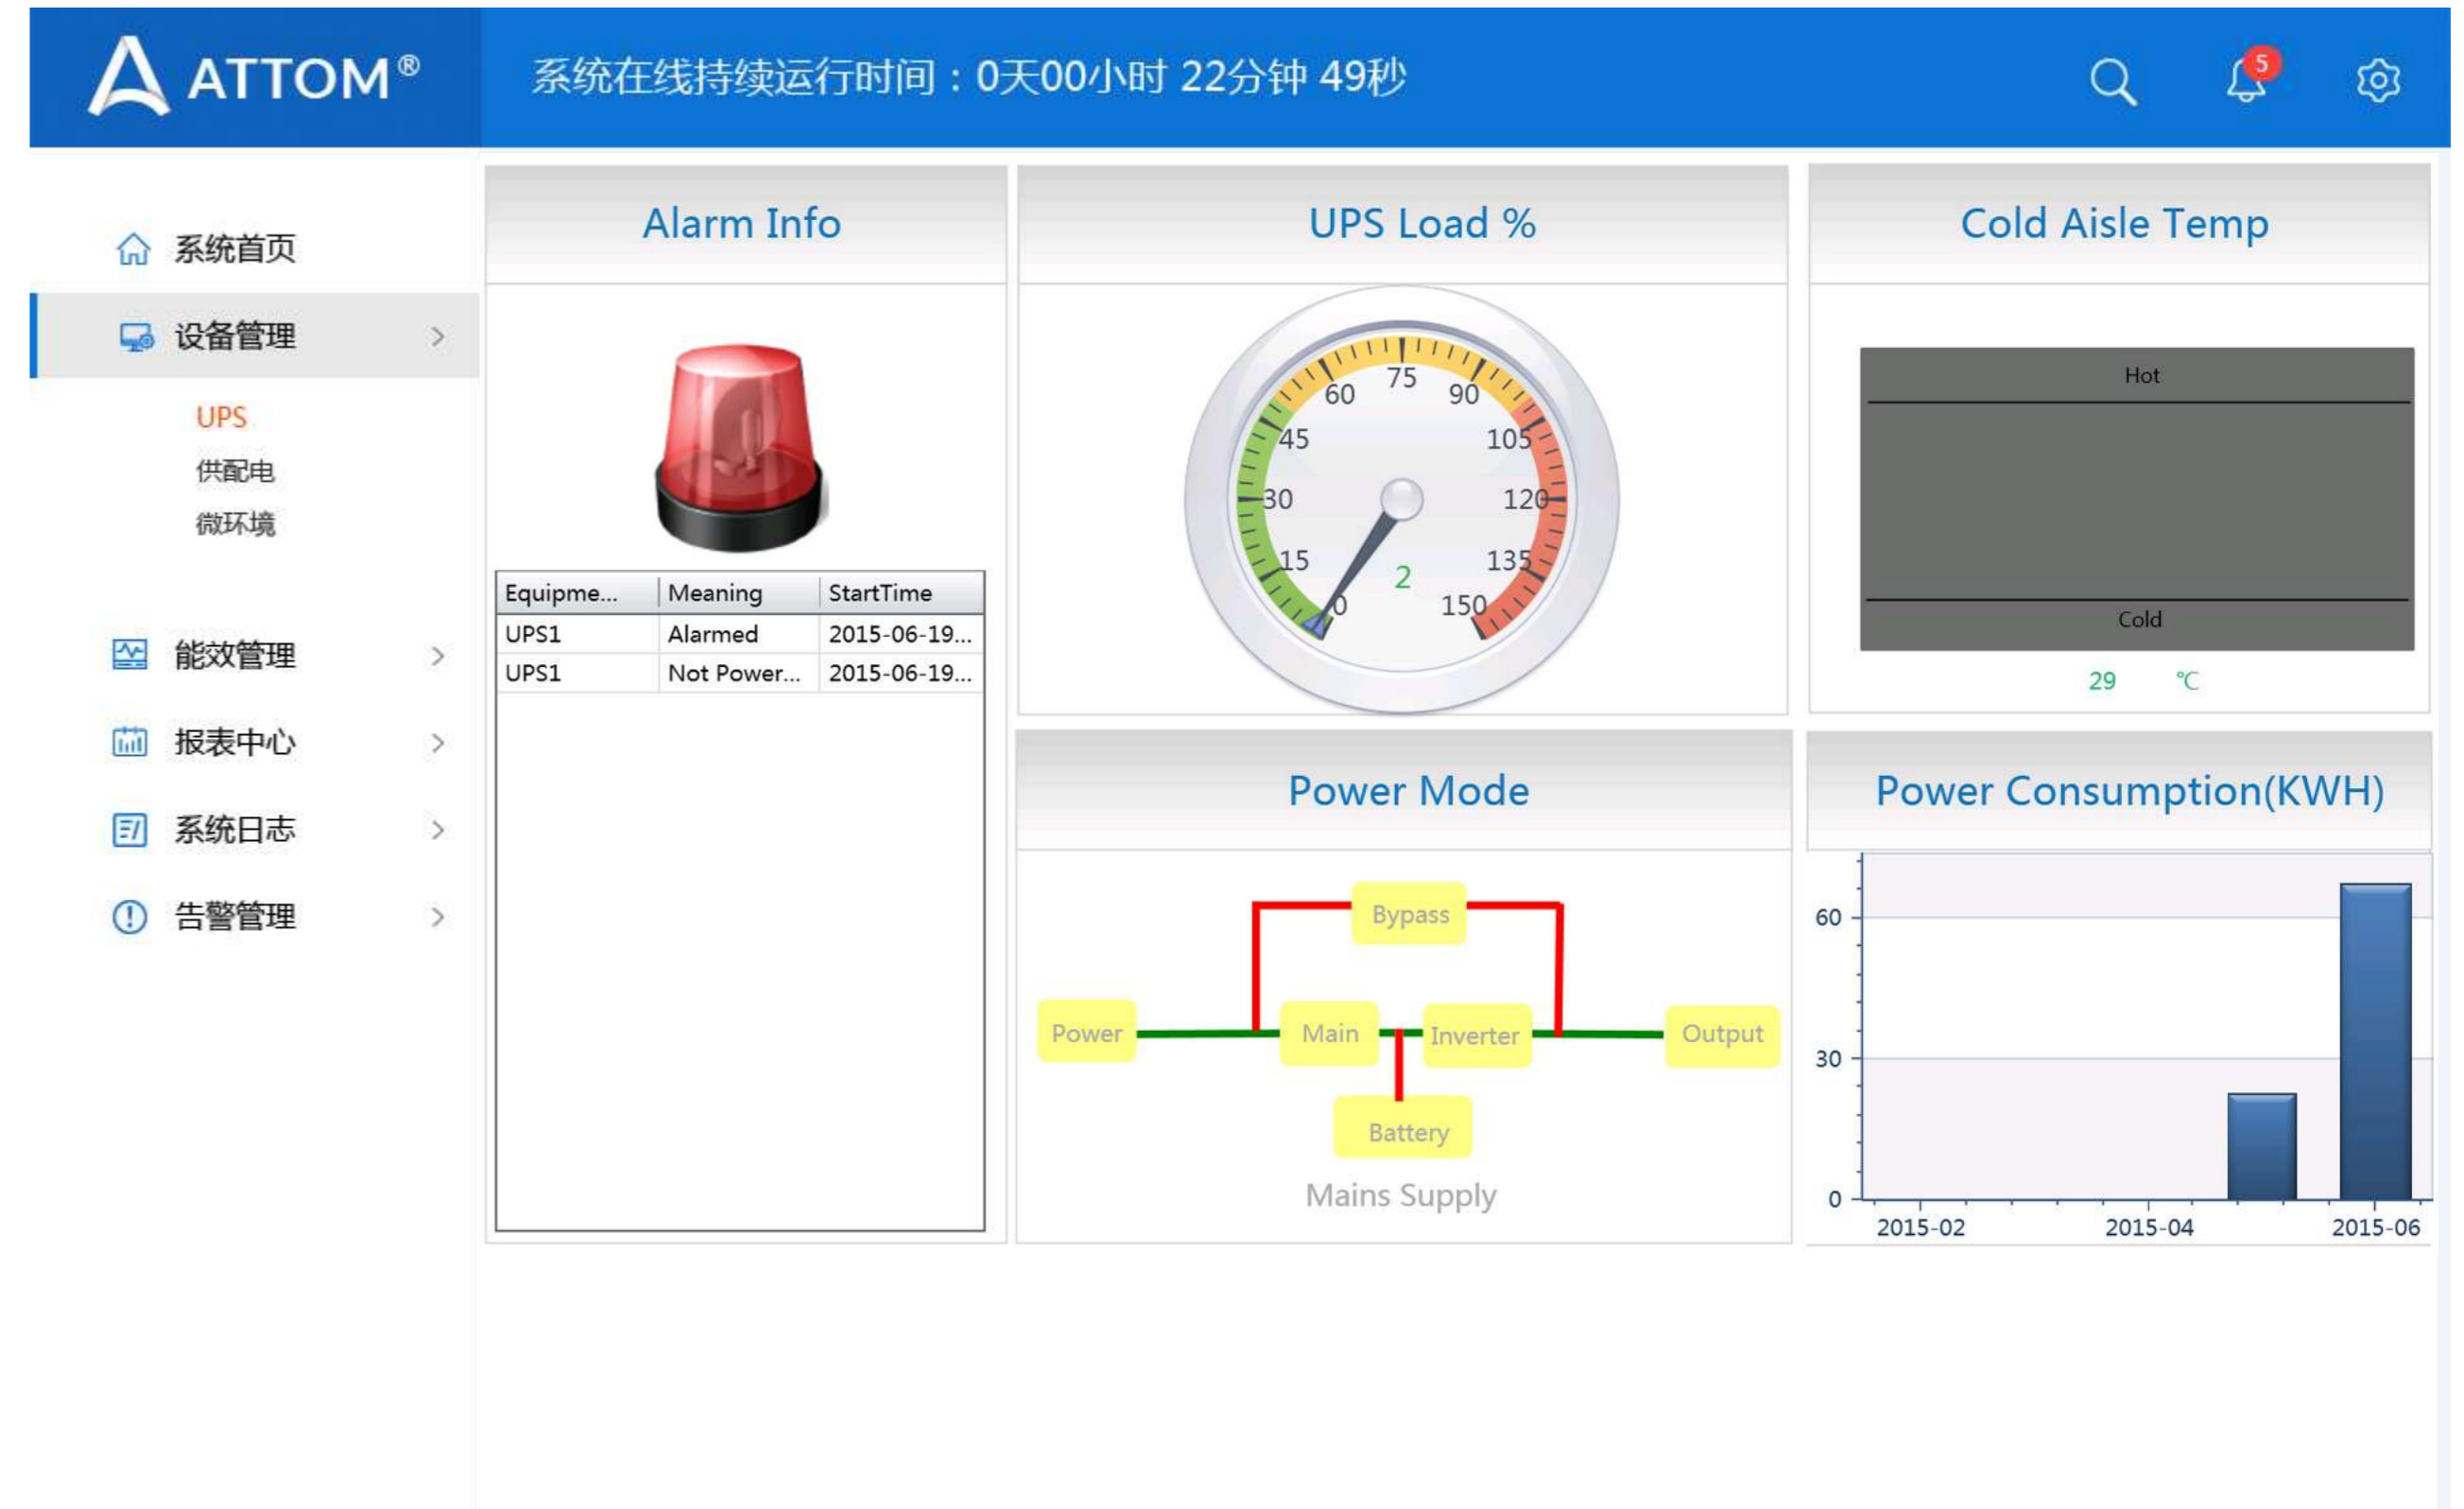 ATTOM®
系统在线持续运行时间：0天00小时 22分钟 49秒
5
系统首页
设备管理
UPS
供配电
微环境
能效管理
报表中心
系统日志
告警管理
Alarm Info
Equipme... Meaning StartTime
UPS1 Alarmed 2015-06-19...
UPS1 Not Power... 2015-06-19...
UPS Load %
0
15
30
45
60
75
90
105
120
135
150
2
Cold Aisle Temp
Hot
Cold
29 ℃
Power Mode
Bypass
Power Main Inverter Output
Battery
Mains Supply
Power Consumption(KWH)
60
30
0
2015-02 2015-04 2015-06